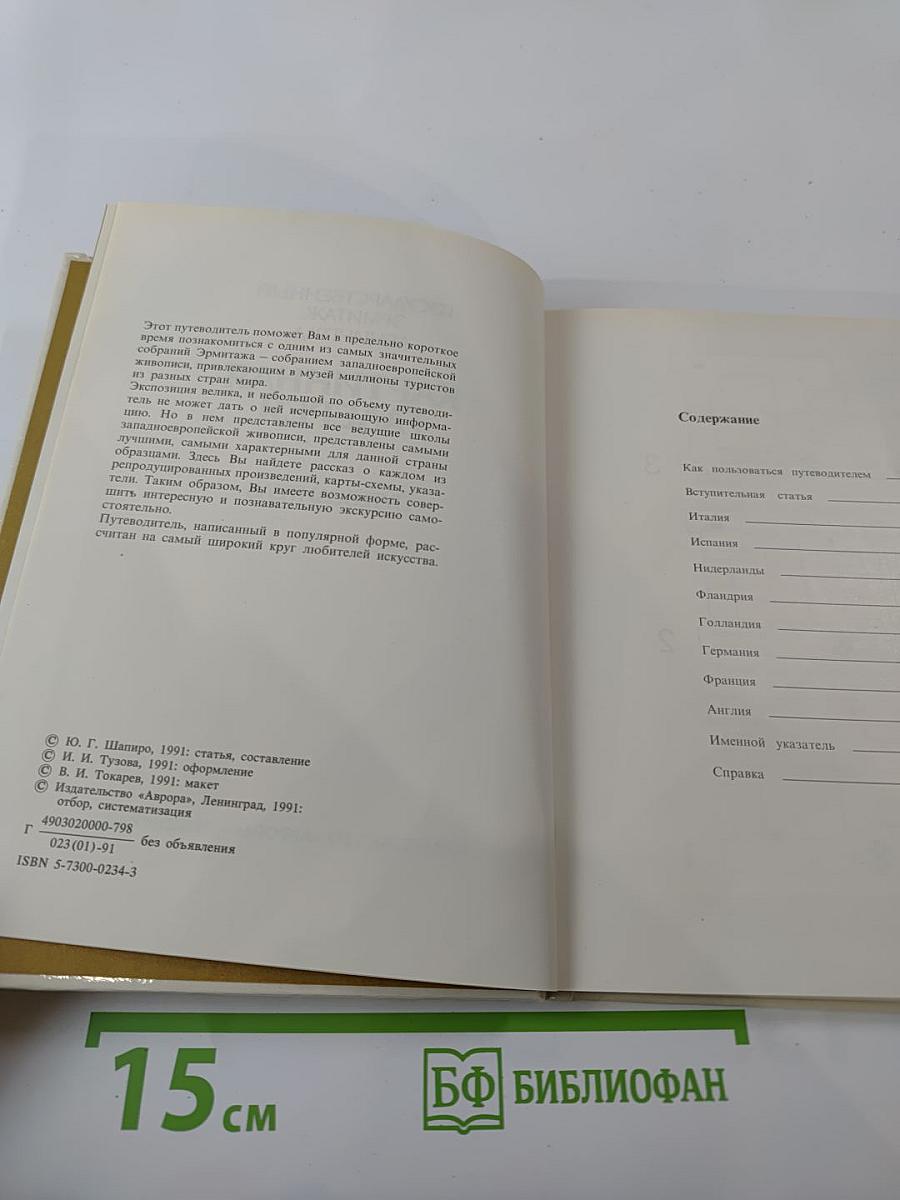 Этот путеводитель поможет Вам в предельно короткое
время познакомиться с одним из самых значительных
собраний Эрмитажа – собранием западноевропейской
живописи, привлекающим в музей миллионы туристов
из разных стран мира.
Экспозиция велика, и небольшой по объему путеводи-
тель не может дать о ней исчерпывающую информа-
цию. Но в нем представлены все ведущие школы
западноевропейской живописи, представлены самыми
лучшими, самыми характерными для данной страны
образцами. Здесь Вы найдете рассказ о каждом из
репродуцированных произведений, карты-схемы, указа-
тели. Таким образом, Вы имеете возможность совер-
шить интересную и познавательную экскурсию само-
стоятельно.
Путеводитель, написанный в популярной форме, рас-
считан на самый широкий круг любителей искусства.
© Ю. Г. Шапиро, 1991: статья, составление
© И. И. Тузова, 1991: оформление
© В. И. Токарев, 1991: макет
© Издательство «Аврора», Ленинград, 1991:
отбор, систематизация
Г 4903020000-798
023(01)-91 без объявления
ISBN 5-7300-0234-3
Содержание
Как пользоваться путеводителем
Вступительная статья
Италия
Испания
Нидерланды
Фландрия
Голландия
Германия
Франция
Англия
Именной указатель
Справка
15 см
БФ БИБЛИОФАН